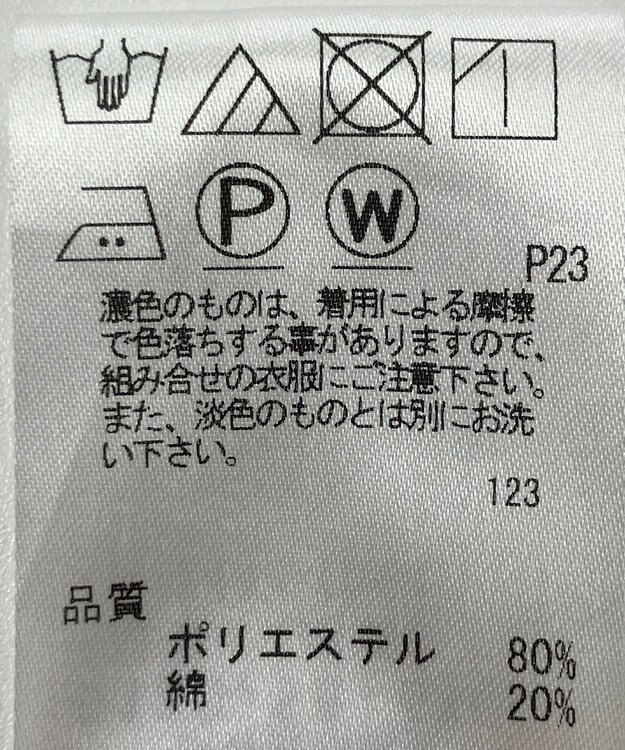 P W
P23
濃色のものは、着用による摩擦
で色落ちする事がありますので、
組み合せの衣服にご注意下さい。
また、淡色のものとは別にお洗
い下さい。
123
品質
ポリエステル 80%
綿 20%